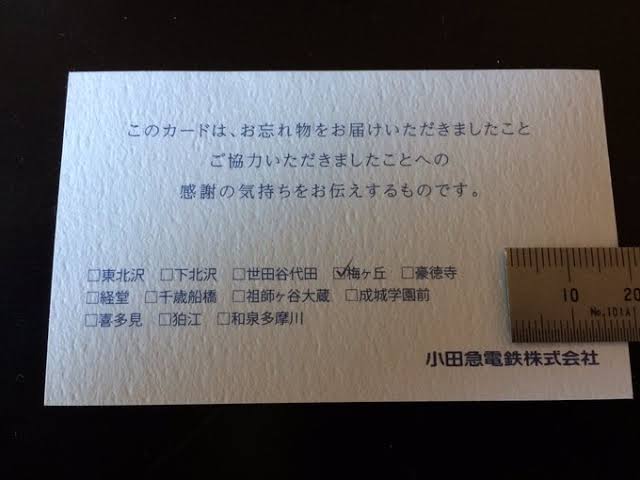 このカードは、お忘れ物をお届けいただきましたこと
ご協力いただきましたことへの
感謝の気持ちをお伝えするものです。
□東北沢 □下北沢 □世田谷代田 ☑梅ヶ丘 □豪徳寺
□経堂 □千歳船橋 □祖師ヶ谷大蔵 □成城学園前
□喜多見 □狛江 □和泉多摩川
小田急電鉄株式会社
10 20
No.101A